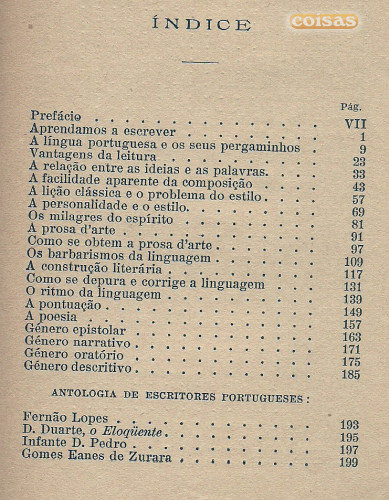 coisas
ÍNDICE
Pág.
Prefácio . . . . . . . . . . VII
Aprendamos a escrever . . . . . . . 1
A língua portuguesa e os seus pergaminhos . . 9
Vantagens da leitura . . . . . . . . 23
A relação entre as ideias e as palavras. . . . 33
A facilidade aparente da composição . . . . 43
A lição clássica e o problema do estilo. . . . 57
A personalidade e o estilo. . . . . . . 69
Os milagres do espírito . . . . . . . 81
A prosa d'arte . . . . . . . . . 91
Como se obtem a prosa d'arte . . . . . . 97
Os barbarismos da linguagem . . . . . . 109
A construção literária . . . . . . . 117
Como se depura e corrige a linguagem . . . 131
O ritmo da linguagem . . . . . . . 139
A pontuação . . . . . . . . . 149
A poesia . . . . . . . . . . 157
Género epistolar . . . . . . . . 163
Género narrativo . . . . . . . . 171
Género oratório . . . . . . . . 175
Género descritivo . . . . . . . . 185
ANTOLOGIA DE ESCRITORES PORTUGUESES:
Fernão Lopes . . . . . . . . . 193
D. Duarte, o Eloqüente . . . . . . . 195
Infante D. Pedro . . . . . . . . 197
Gomes Eanes de Zurara . . . . . . . 199